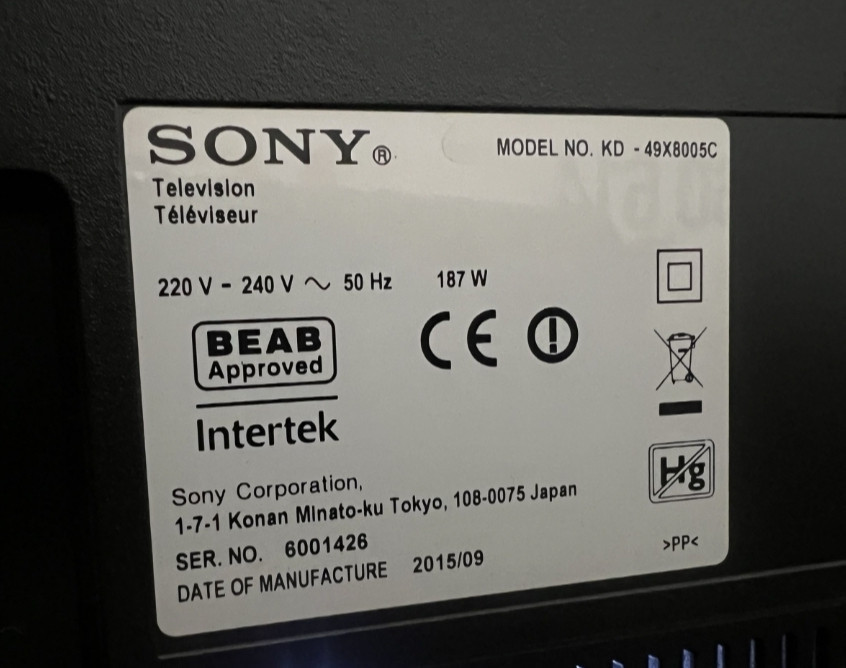 SONY®
MODEL NO. KD - 49X8005C
Television
Téléviseur
220 V - 240 V ~ 50 Hz 187 W
BEAB
Approved
CE
Intertek
Hg
Sony Corporation,
1-7-1 Konan Minato-ku Tokyo, 108-0075 Japan
SER. NO. 6001426
>PP<
DATE OF MANUFACTURE 2015/09